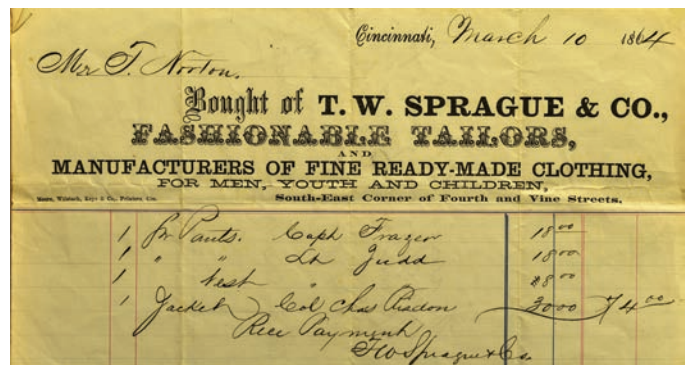 Cincinnati, March 10 1864
Mr T. Norton.
Bought of T. W. SPRAGUE & CO.,
FASHIONABLE TAILORS,
AND
MANUFACTURERS OF FINE READY-MADE CLOTHING,
FOR MEN, YOUTH AND CHILDREN,
South-East Corner of Fourth and Vine Streets.
1 pr Pants. Capt Frazer 18 00
1 " " Lt Judd 18 00
1 Vest " 8 00
1 Jacket Col Chas 30 00 74 00
Rec Payment
T W Sprague & Co.